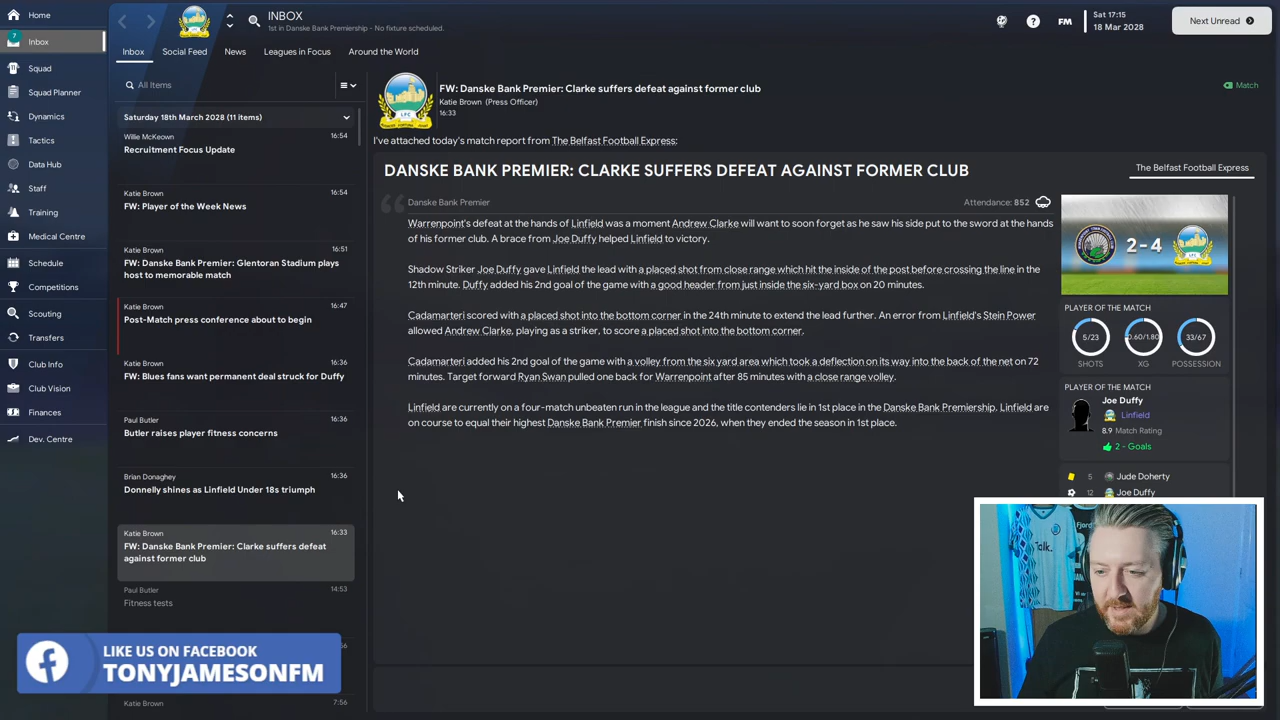 Home
7
Inbox
Squad
Squad Planner
Dynamics
Tactics
Data Hub
Staff
Training
Medical Centre
Schedule
Competitions
Scouting
Transfers
Club Info
Club Vision
Finances
Dev. Centre
INBOX
1st in Danske Bank Premiership - No fixture scheduled.
FM
Sat 17:15
18 Mar 2028
Next Unread
Inbox
Social Feed
News
Leagues in Focus
Around the World
All Items
Saturday 18th March 2028 (11 items)
Willie McKeown 16:54
Recruitment Focus Update
Katie Brown 16:54
FW: Player of the Week News
Katie Brown 16:51
FW: Danske Bank Premier: Glentoran Stadium plays
host to memorable match
Katie Brown 16:47
Post-Match press conference about to begin
Katie Brown 16:36
FW: Blues fans want permanent deal struck for Duffy
Paul Butler 16:36
Butler raises player fitness concerns
Brian Donaghey 16:36
Donnelly shines as Linfield Under 18s triumph
Katie Brown 16:33
FW: Danske Bank Premier: Clarke suffers defeat
against former club
Paul Butler 14:53
Fitness tests
Katie Brown 7:56
FW: Danske Bank Premier: Clarke suffers defeat against former club
Katie Brown (Press Officer)
16:33
Match
I've attached today's match report from The Belfast Football Express:
DANSKE BANK PREMIER: CLARKE SUFFERS DEFEAT AGAINST FORMER CLUB
The Belfast Football Express
Danske Bank Premier
Attendance: 852
Warrenpoint's defeat at the hands of Linfield was a moment Andrew Clarke will want to soon forget as he saw his side put to the sword at the hands
of his former club. A brace from Joe Duffy helped Linfield to victory.
Shadow Striker Joe Duffy gave Linfield the lead with a placed shot from close range which hit the inside of the post before crossing the line in the
12th minute. Duffy added his 2nd goal of the game with a good header from just inside the six-yard box on 20 minutes.
Cadamarteri scored with a placed shot into the bottom corner in the 24th minute to extend the lead further. An error from Linfield's Stein Power
allowed Andrew Clarke, playing as a striker, to score a placed shot into the bottom corner.
Cadamarteri added his 2nd goal of the game with a volley from the six yard area which took a deflection on its way into the back of the net on 72
minutes. Target forward Ryan Swan pulled one back for Warrenpoint after 85 minutes with a close range volley.
Linfield are currently on a four-match unbeaten run in the league and the title contenders lie in 1st place in the Danske Bank Premiership. Linfield are
on course to equal their highest Danske Bank Premier finish since 2026, when they ended the season in 1st place.
2-4
PLAYER OF THE MATCH
5/23
0.60/1.80
33/67
SHOTS
XG
POSSESSION
PLAYER OF THE MATCH
Joe Duffy
Linfield
8.9 Match Rating
2 - Goals
5 Jude Doherty
12 Joe Duffy
Talk.
LIKE US ON FACEBOOK
TONYJAMESONFM